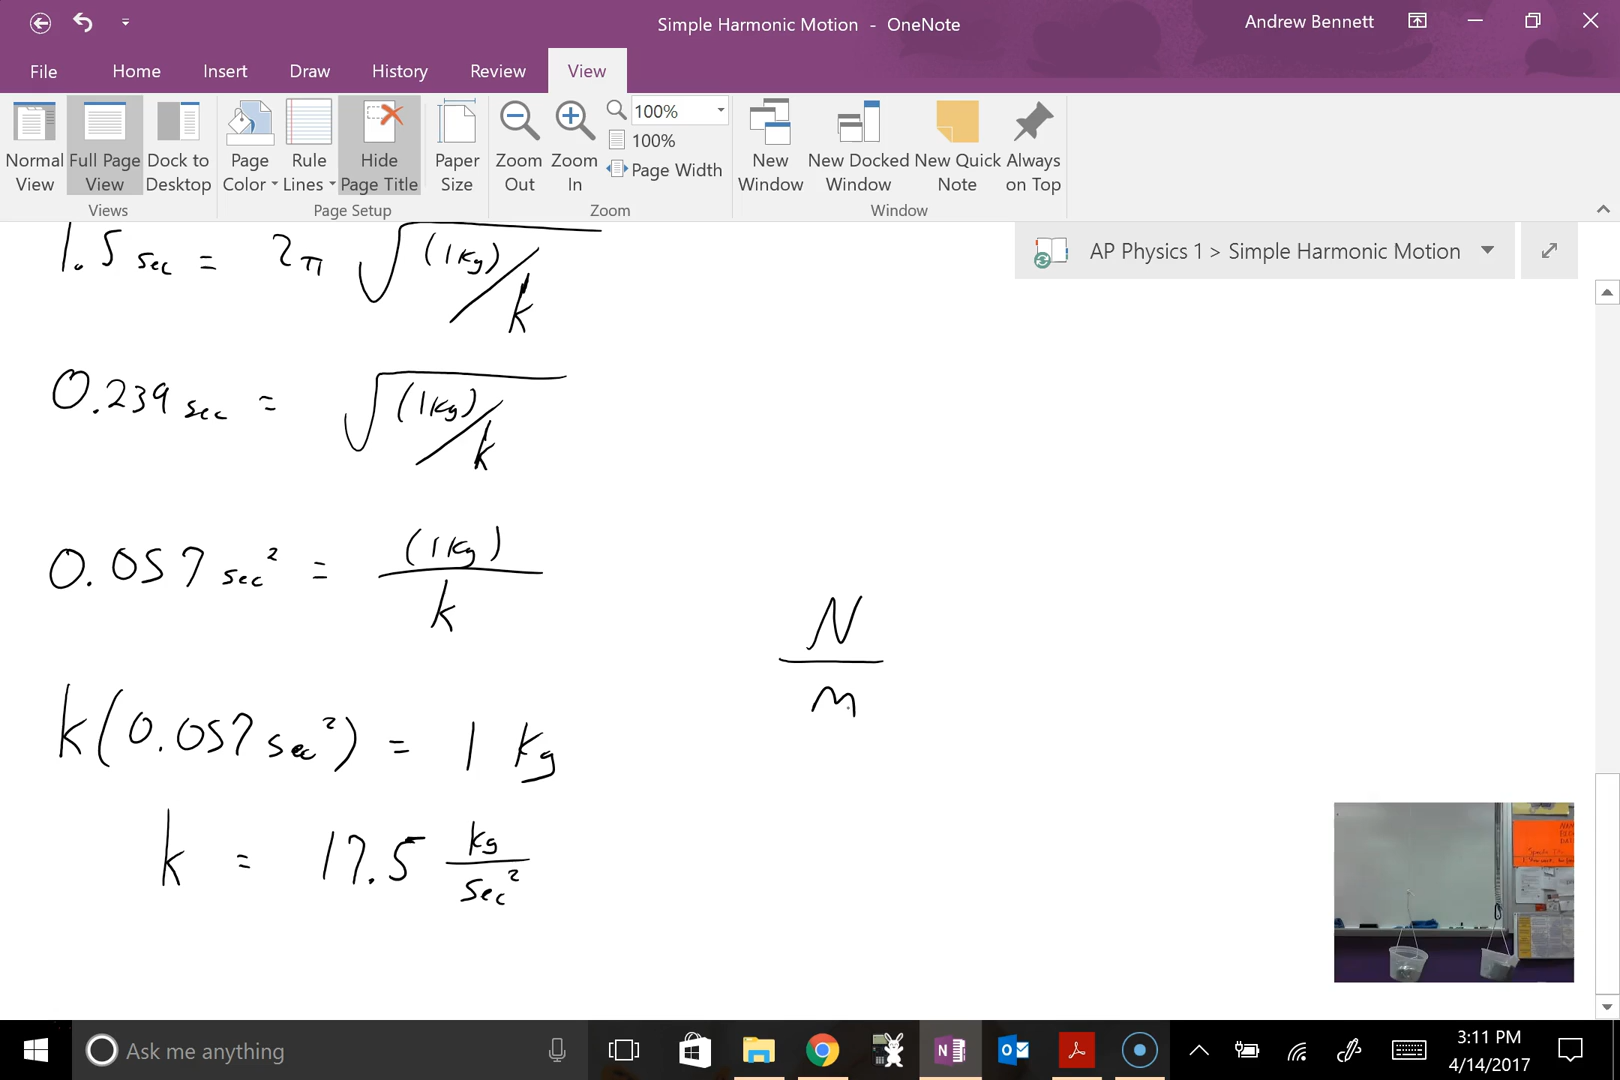 Simple Harmonic Motion - OneNote
Andrew Bennett
File Home Insert Draw History Review View
Normal View
Full Page View
Dock to Desktop
Views
Page Color
Rule Lines
Hide Page Title
Paper Size
Page Setup
Zoom Out
Zoom In
100%
100%
Page Width
Zoom
New Window
New Docked Window
New Quick Note
Always on Top
Window
AP Physics 1 > Simple Harmonic Motion
1.5 sec = 2π √(1kg)/k
0.239 sec = √(1kg)/k
0.057 sec² = (1kg)/k
N/m
k(0.057 sec²) = 1 kg
k = 17.5 kg/sec²
Ask me anything
3:11 PM
4/14/2017